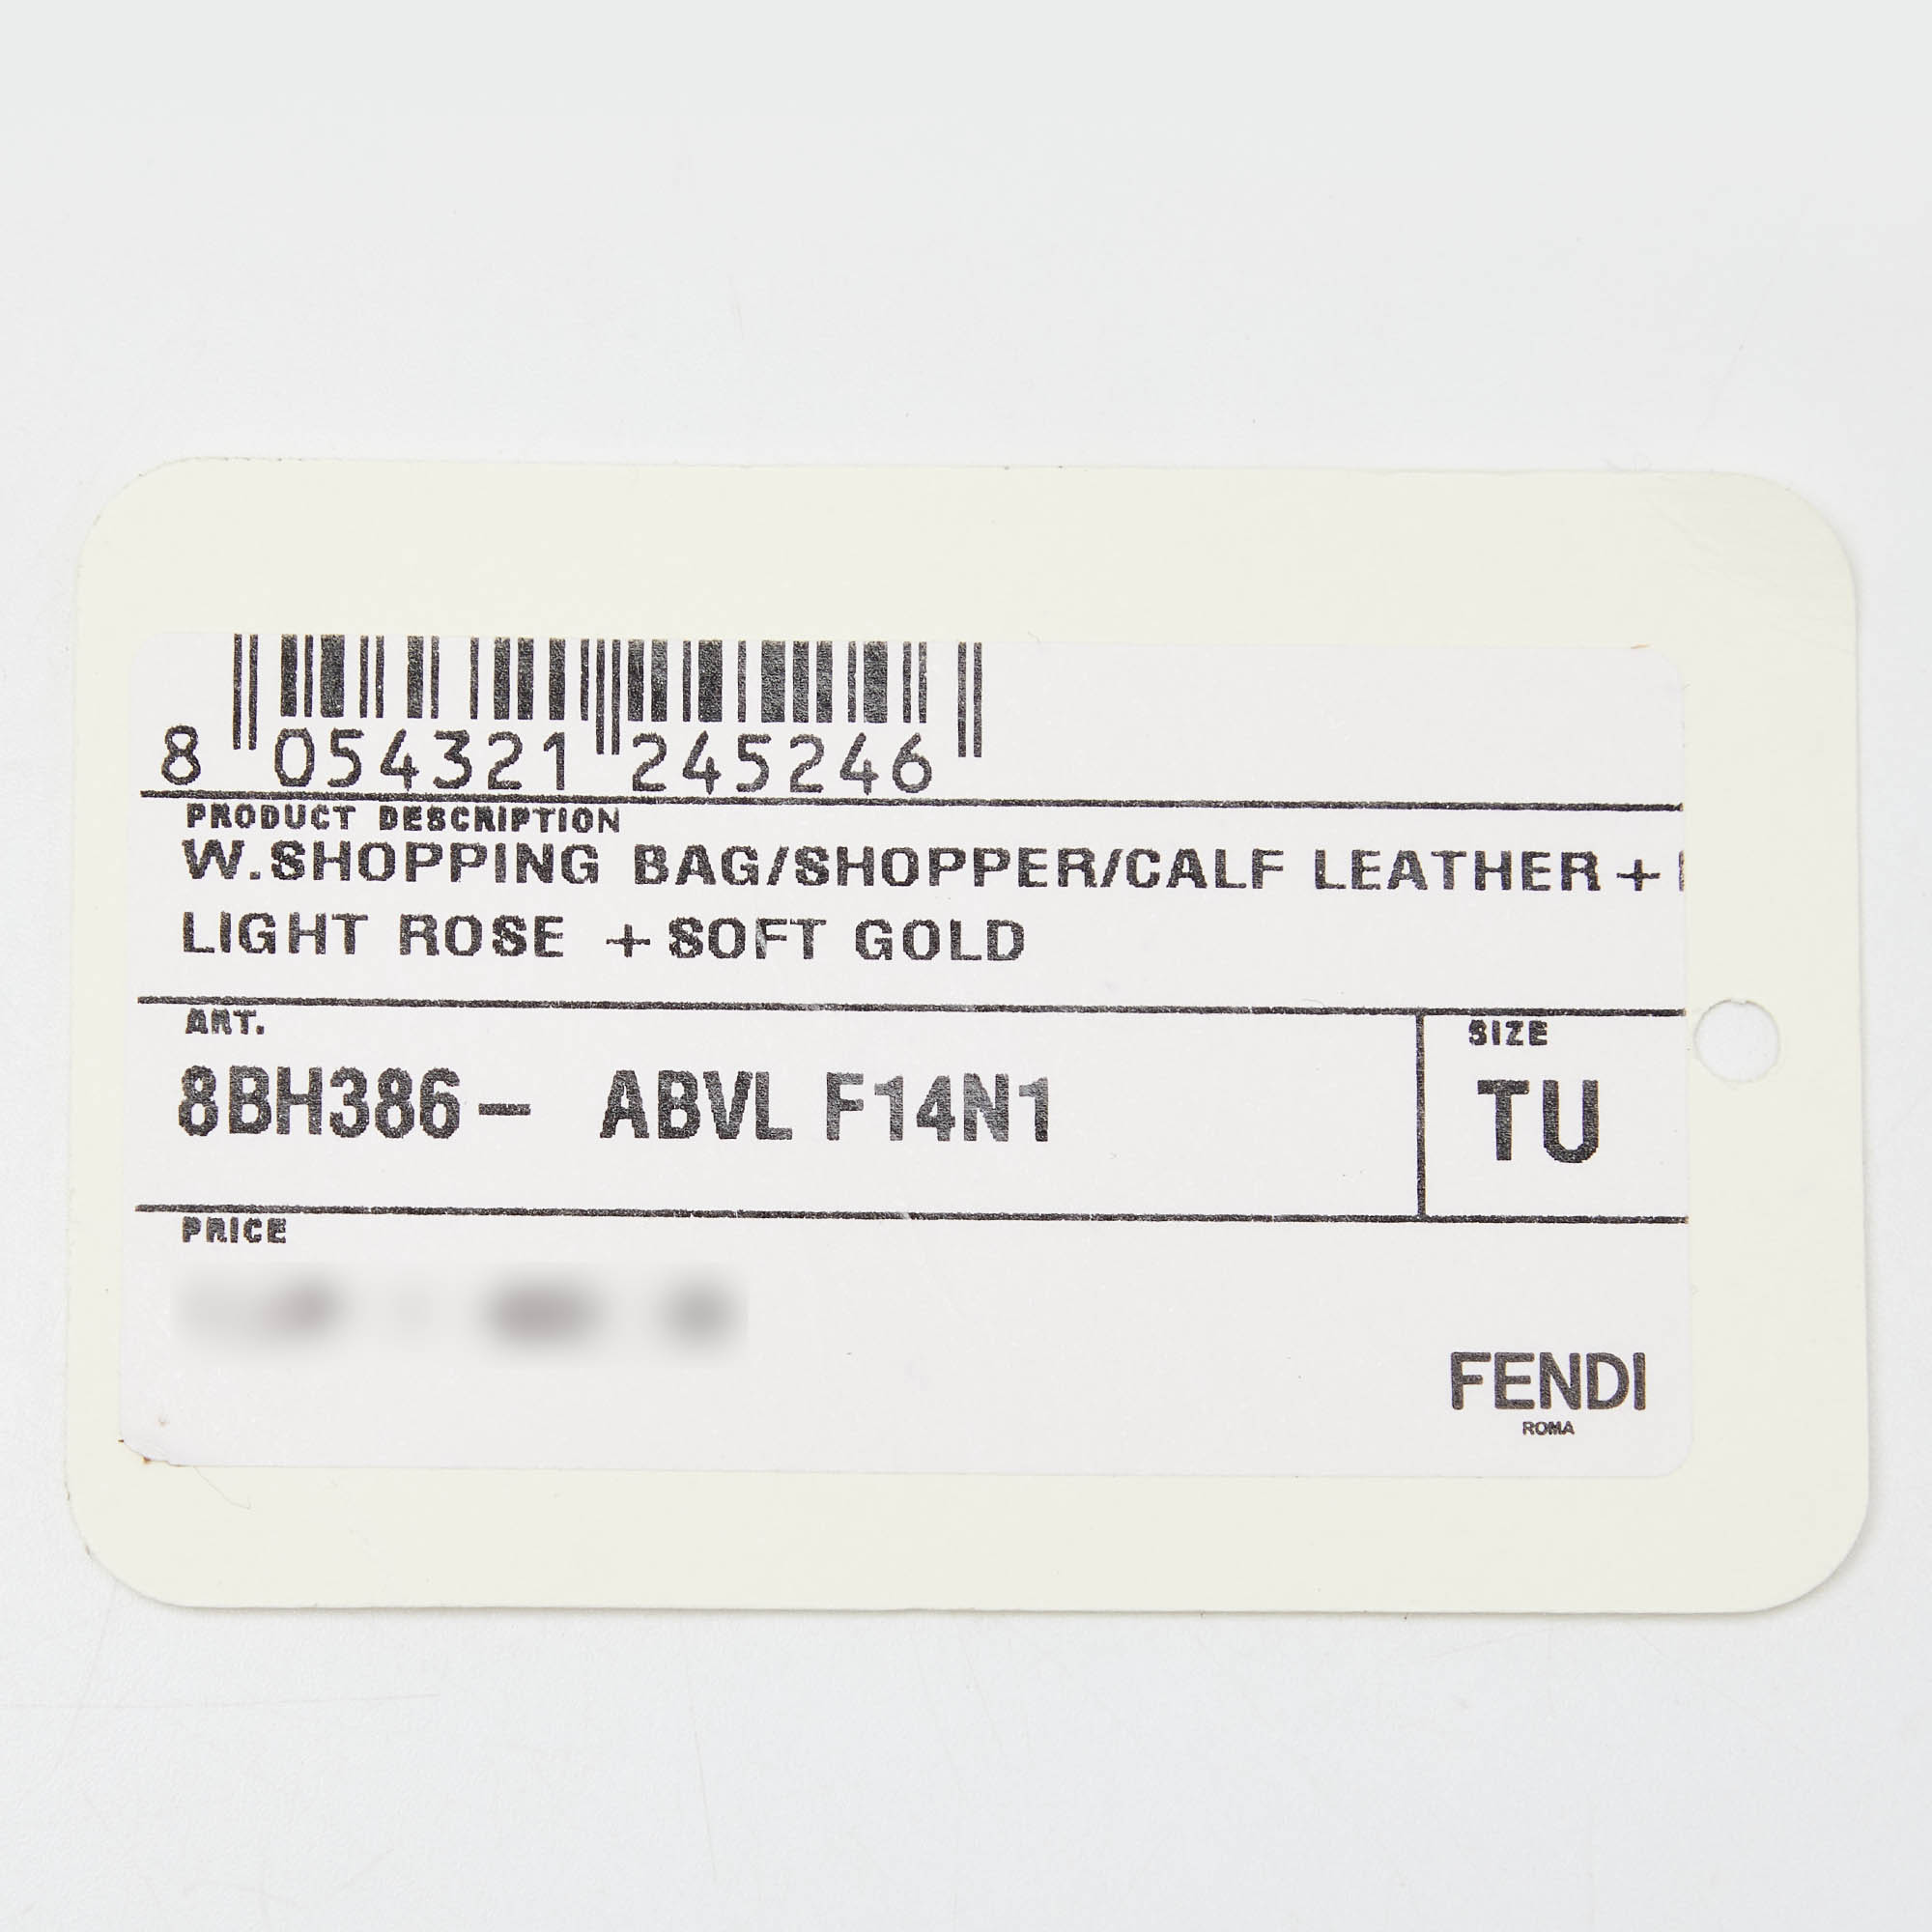 8 054321 245246
PRODUCT DESCRIPTION
W.SHOPPING BAG/SHOPPER/CALF LEATHER+
LIGHT ROSE +SOFT GOLD
ART. SIZE
8BH386- ABVL F14N1 TU
PRICE
FENDI
ROMA